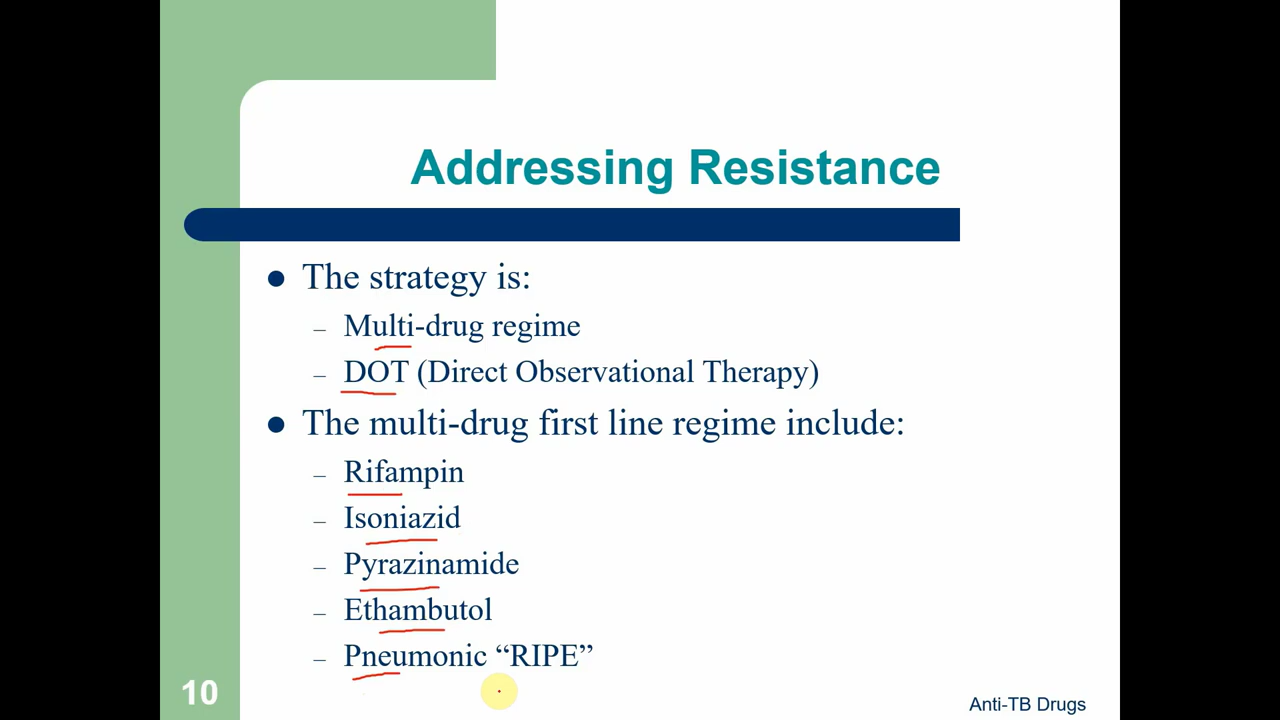 Addressing Resistance
● The strategy is:
– Multi-drug regime
– DOT (Direct Observational Therapy)
● The multi-drug first line regime include:
– Rifampin
– Isoniazid
– Pyrazinamide
– Ethambutol
– Pneumonic “RIPE”
10
Anti-TB Drugs